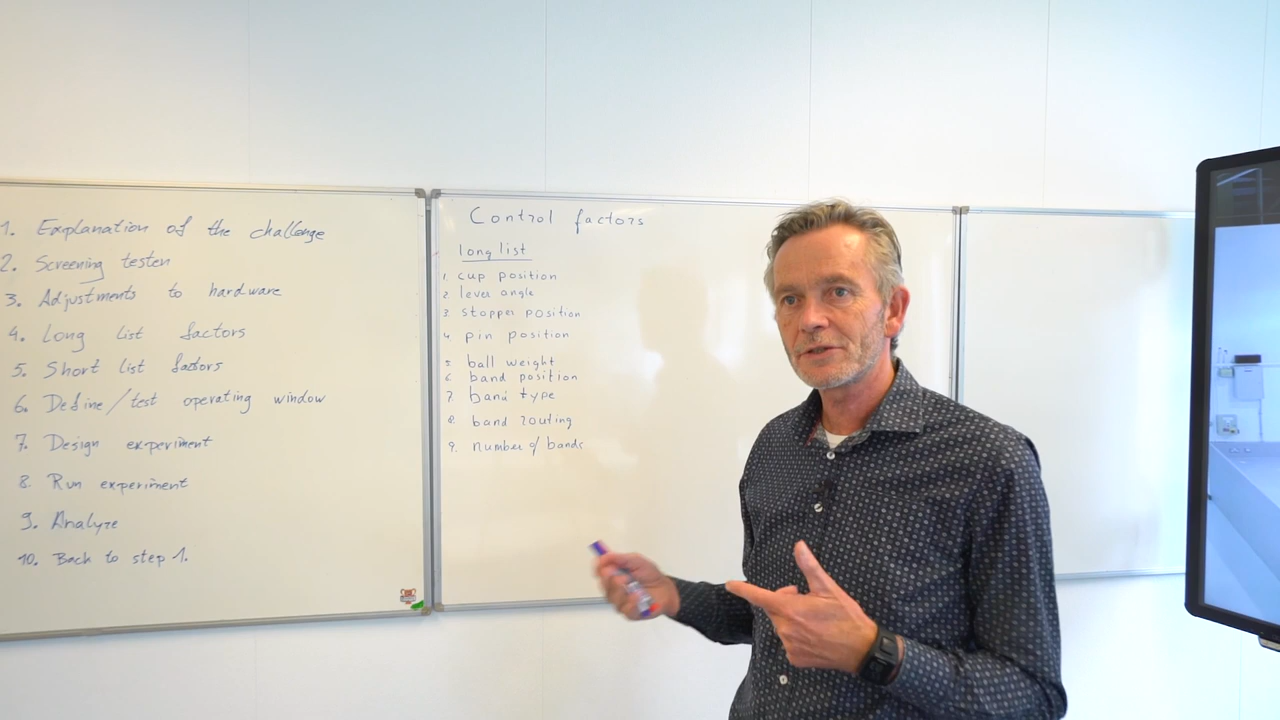 1. Explanation of the challenge
2. Screening testen
3. Adjustments to hardware
4. Long list factors
5. Short list factors
6. Define/test operating window
7. Design experiment
8. Run experiment
9. Analyze
10. Back to step 1.
Control factors
long list
1. cup position
2. lever angle
3. stopper position
4. pin position
5. ball weight
6. band position
7. band type
8. band routing
9. number of bands